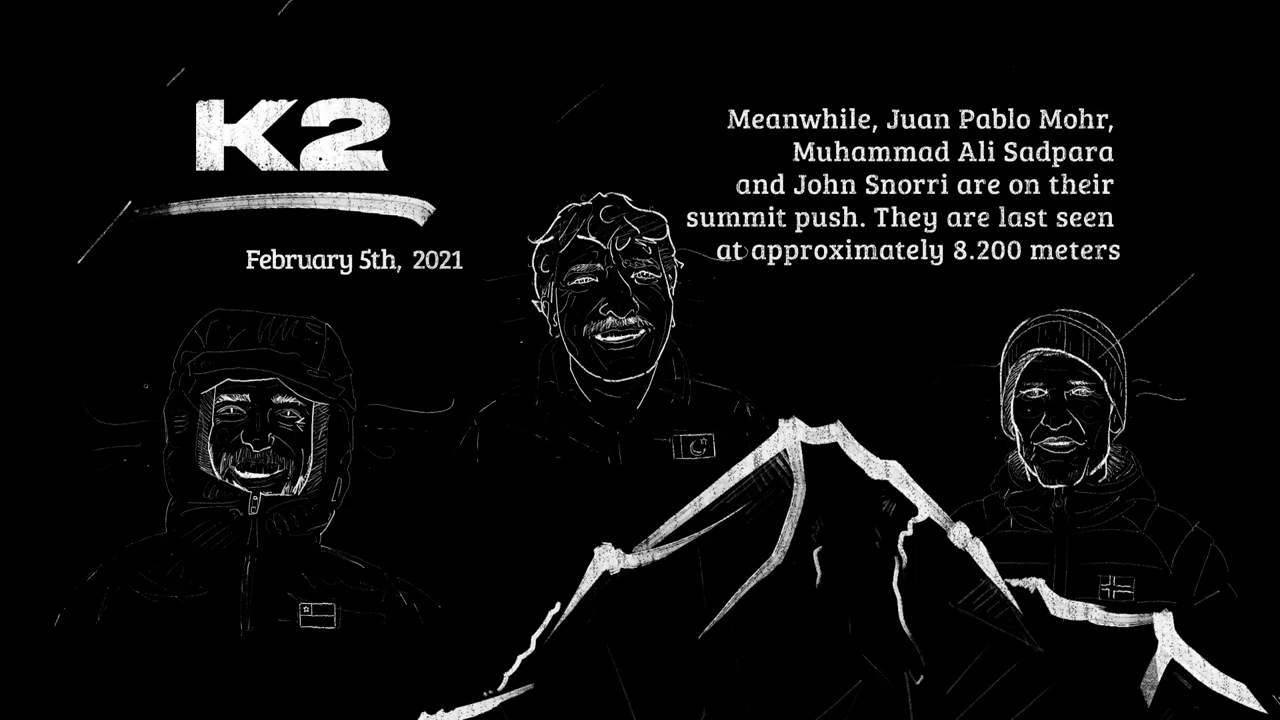 K2
February 5th, 2021
Meanwhile, Juan Pablo Mohr,
Muhammad Ali Sadpara
and John Snorri are on their
summit push. They are last seen
at approximately 8.200 meters